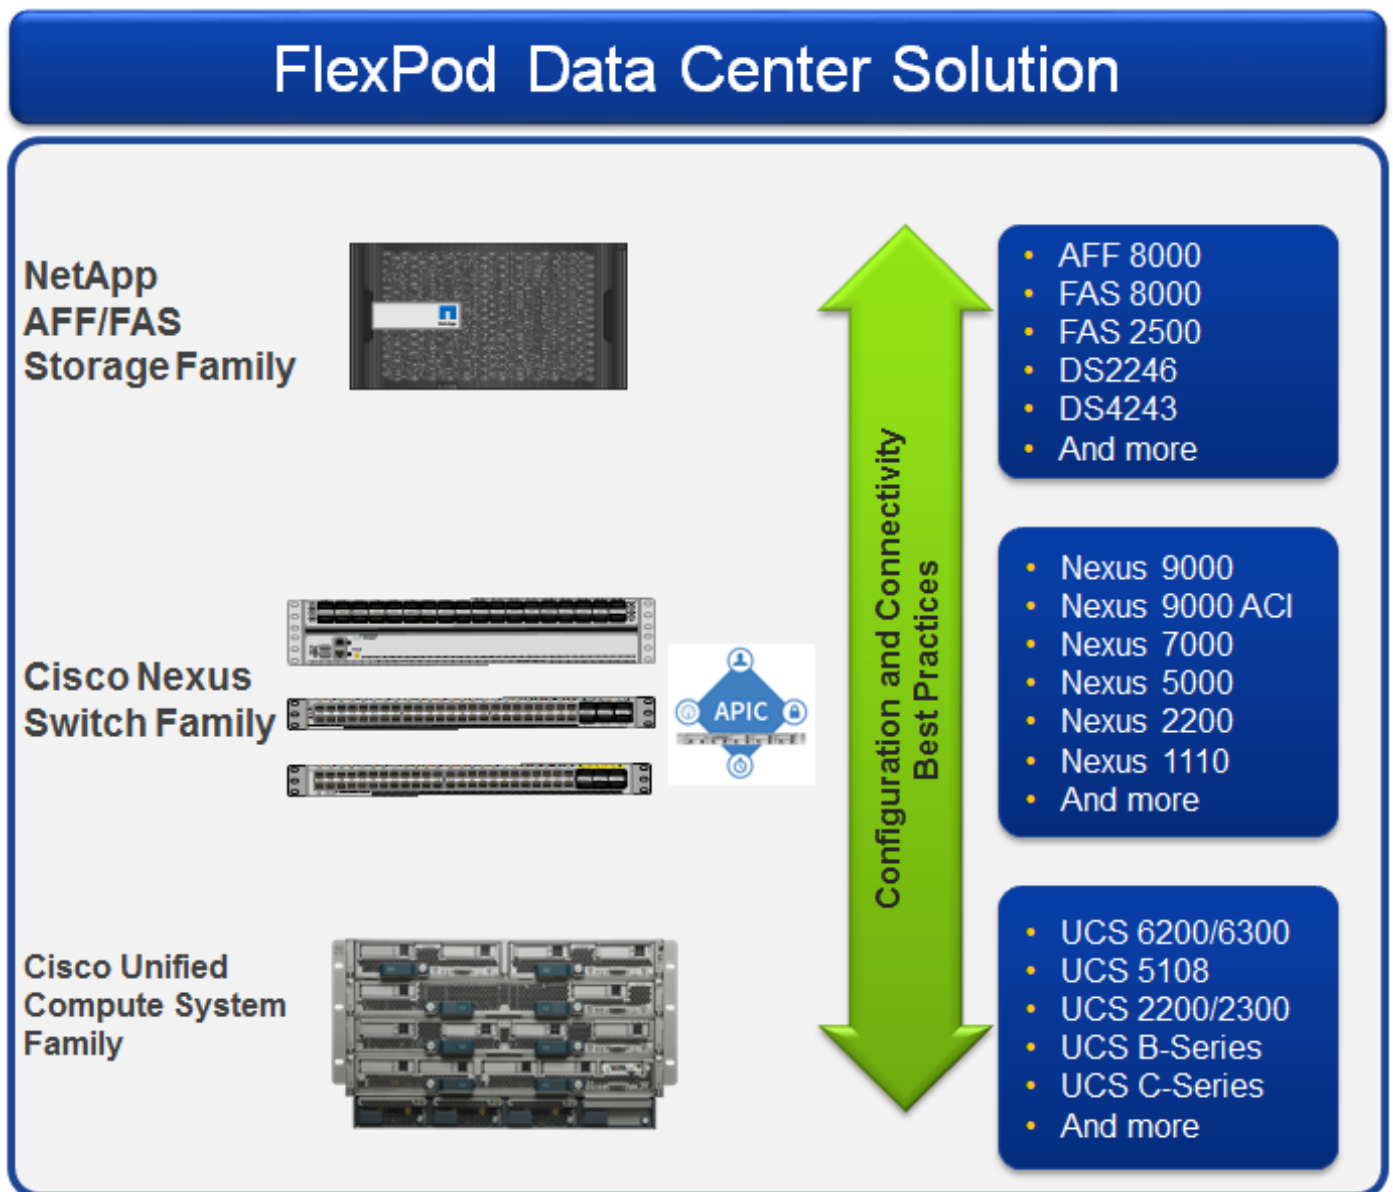 FlexPod Data Center Solution
NetApp
AFF/FAS
Storage Family
AFF 8000
FAS 8000
FAS 2500
DS2246
DS4243
And more
Configuration and Connectivity
Best Practices
Cisco Nexus
Switch Family
APIC
Nexus 9000
Nexus 9000 ACI
Nexus 7000
Nexus 5000
Nexus 2200
Nexus 1110
And more
Cisco Unified
Compute System
Family
UCS 6200/6300
UCS 5108
UCS 2200/2300
UCS B-Series
UCS C-Series
And more